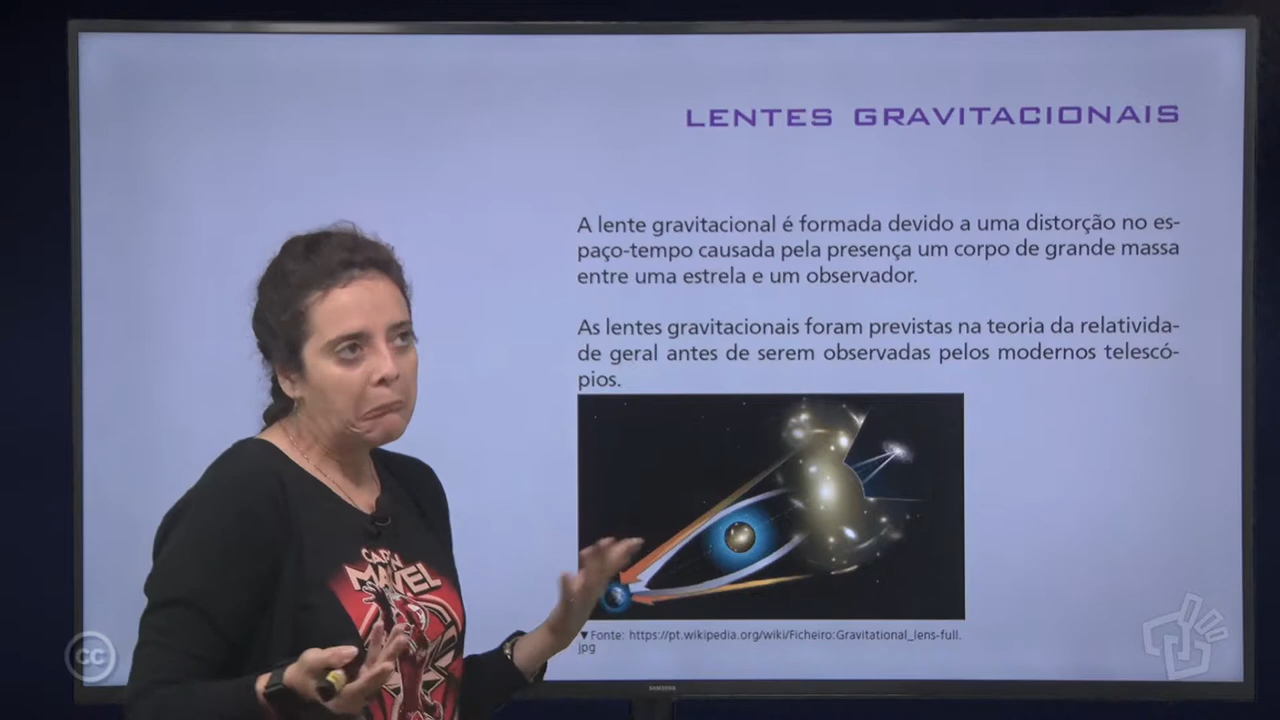 LENTES GRAVITACIONAIS
A lente gravitacional é formada devido a uma distorção no es-
paço-tempo causada pela presença um corpo de grande massa
entre uma estrela e um observador.
As lentes gravitacionais foram previstas na teoria da relativida-
de geral antes de serem observadas pelos modernos telescó-
pios.
▼Fonte: https://pt.wikipedia.org/wiki/Ficheiro:Gravitational_lens-full.
jpg
SAMSUNG
cc